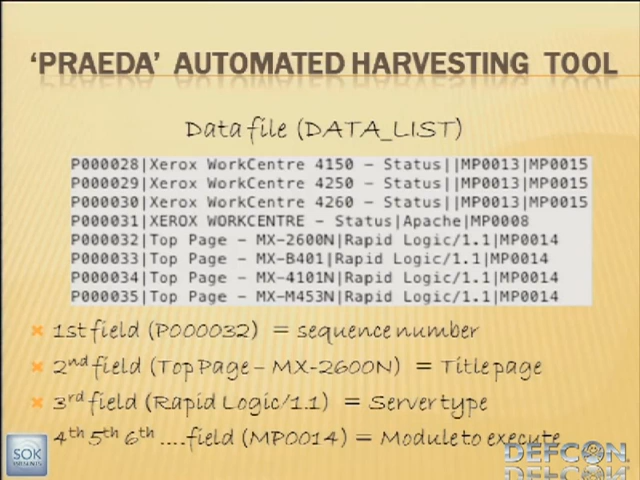 'PRAEDA' AUTOMATED HARVESTING TOOL
Data file (DATA_LIST)
P000028|Xerox WorkCentre 4150 – Status||MP0013|MP0015
P000029|Xerox WorkCentre 4250 – Status||MP0013|MP0015
P000030|Xerox WorkCentre 4260 – Status||MP0013|MP0015
P000031|XEROX WORKCENTRE – Status|Apache|MP0008
P000032|Top Page – MX-2600N|Rapid Logic/1.1|MP0014
P000033|Top Page – MX-B401|Rapid Logic/1.1|MP0014
P000034|Top Page – MX-4101N|Rapid Logic/1.1|MP0014
P000035|Top Page – MX-M453N|Rapid Logic/1.1|MP0014
1st field (P000032) = sequence number
2nd field (Top Page – MX-2600N) = Title page
3rd field (Rapid Logic/1.1) = Server type
4th 5th 6th ....field (MP0014) = Module to execute
SOK
DEFCON